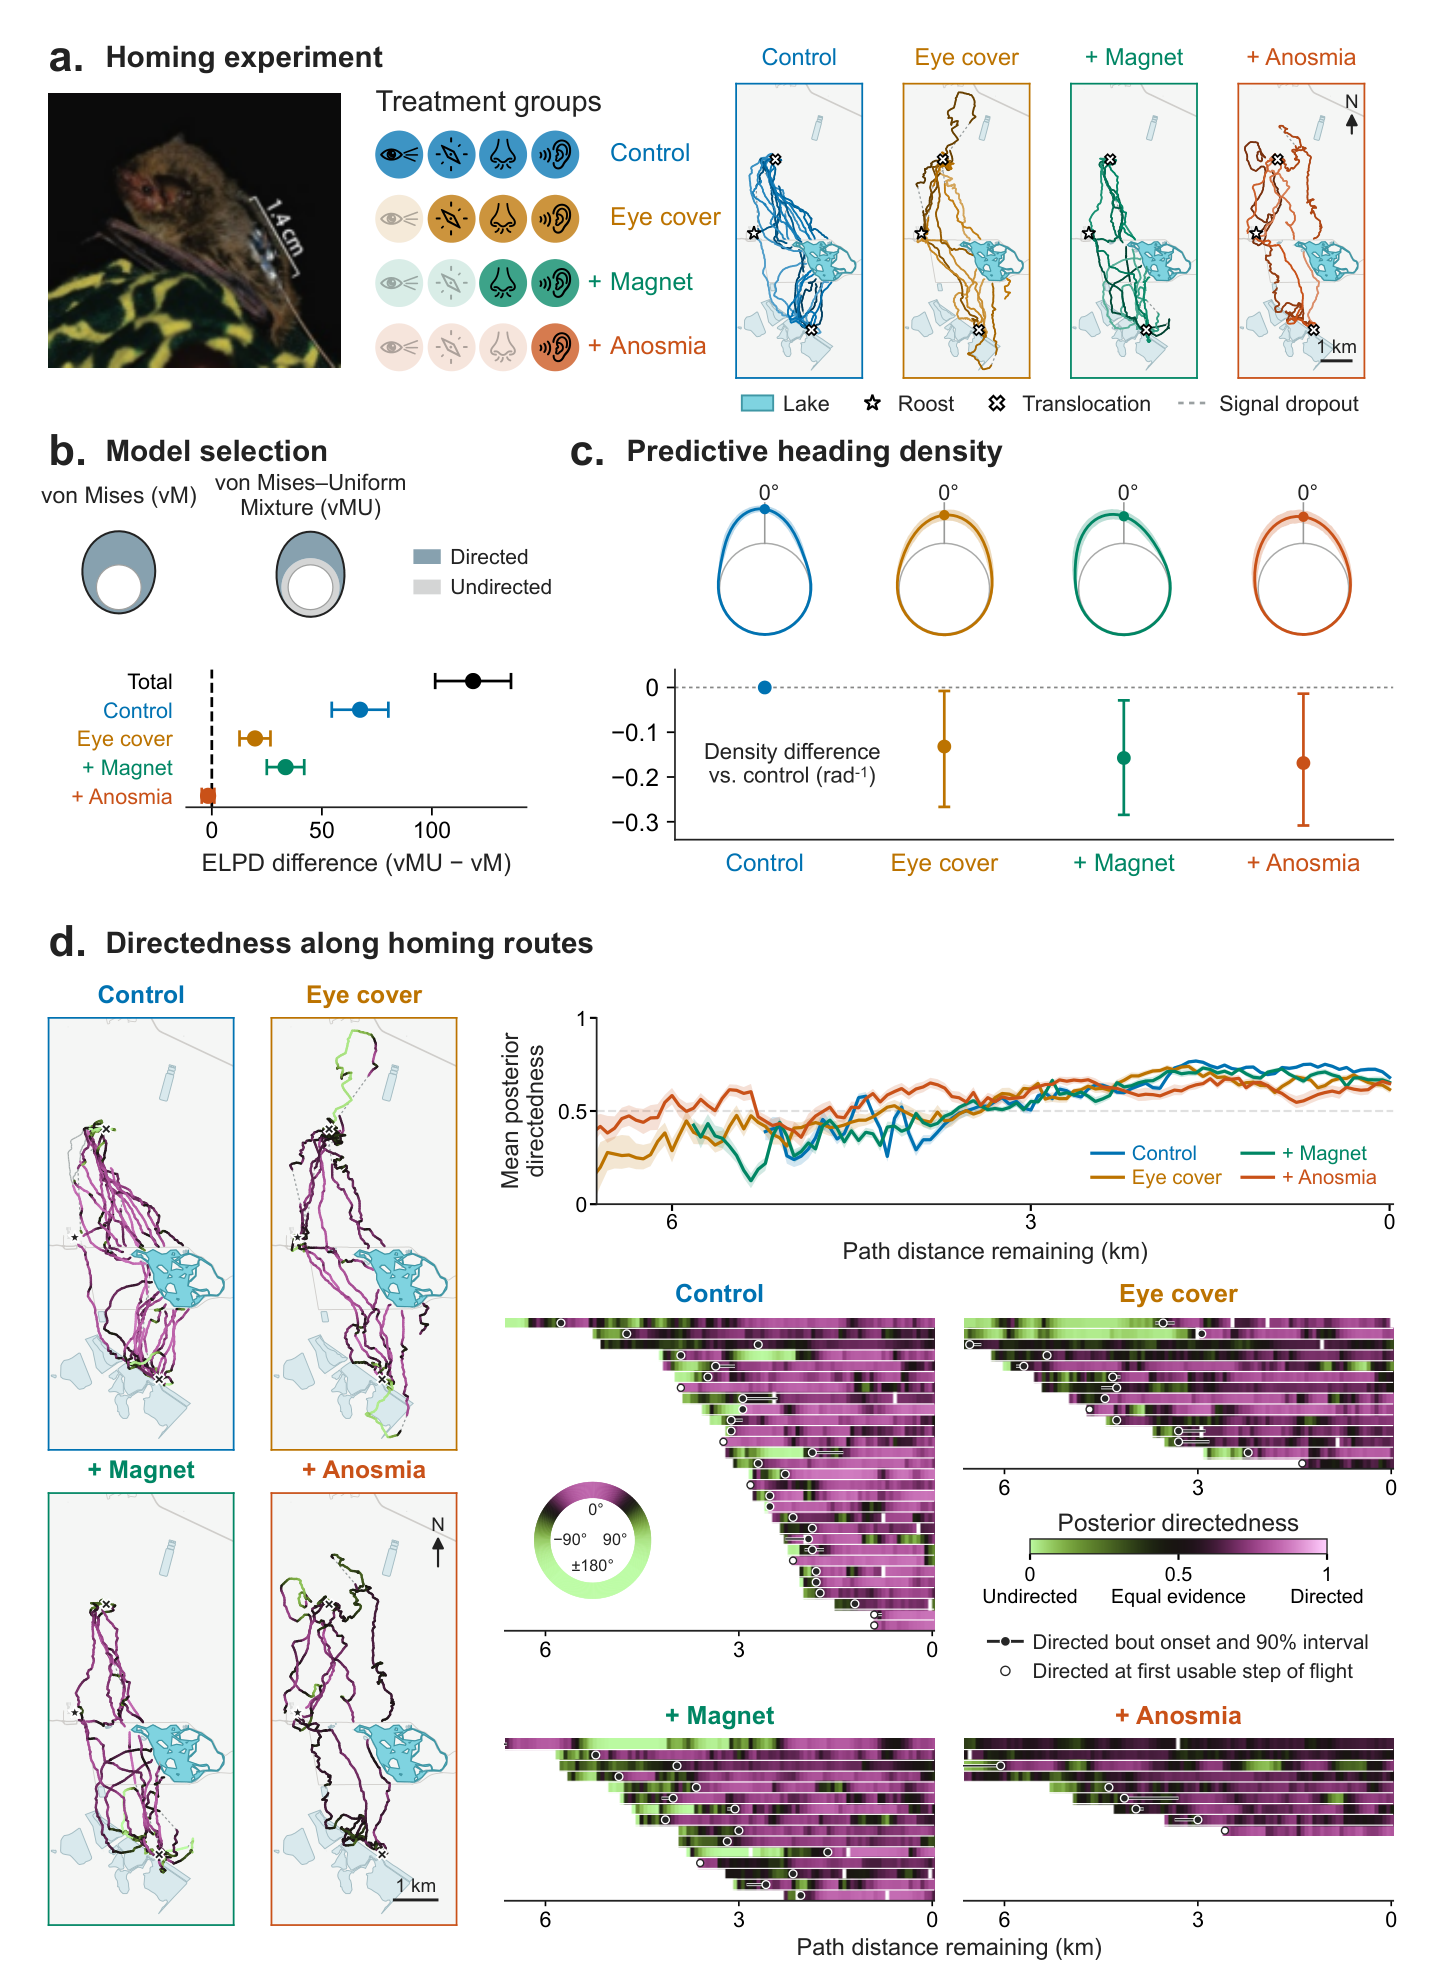 a. Homing experiment
1.4 cm
Treatment groups
Control
Eye cover
+ Magnet
+ Anosmia
Control
Eye cover
+ Magnet
+ Anosmia
N
1 km
Lake
Roost
Translocation
Signal dropout
b. Model selection
von Mises (vM)
von Mises–Uniform
Mixture (vMU)
Directed
Undirected
Total
Control
Eye cover
+ Magnet
+ Anosmia
0 50 100
ELPD difference (vMU − vM)
c. Predictive heading density
0° 0° 0° 0°
0
−0.1
−0.2
−0.3
Density difference
vs. control (rad⁻¹)
Control Eye cover + Magnet + Anosmia
d. Directedness along homing routes
Control
Eye cover
+ Magnet
+ Anosmia
N
1 km
Mean posterior
directedness
1
0.5
0
Control
Eye cover
+ Magnet
+ Anosmia
6 3 0
Path distance remaining (km)
Control
0°
−90° 90°
±180°
6 3 0
Eye cover
6 3 0
Posterior directedness
0 0.5 1
Undirected Equal evidence Directed
Directed bout onset and 90% interval
Directed at first usable step of flight
+ Magnet
6 3 0
+ Anosmia
6 3 0
Path distance remaining (km)